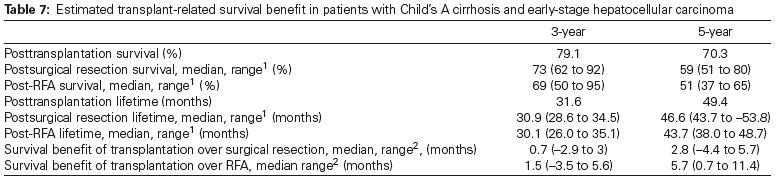 Table 7: Estimated transplant-related survival benefit in patients with Child's A cirrhosis and early-stage hepatocellular carcinoma
3-year 5-year
Posttransplantation survival (%) 79.1 70.3
Postsurgical resection survival, median, range1 (%) 73 (62 to 92) 59 (51 to 80)
Post-RFA survival, median, range1 (%) 69 (50 to 95) 51 (37 to 65)
Posttransplantation lifetime (months) 31.6 49.4
Postsurgical resection lifetime, median, range1 (months) 30.9 (28.6 to 34.5) 46.6 (43.7 to –53.8)
Post-RFA lifetime, median, range1 (months) 30.1 (26.0 to 35.1) 43.7 (38.0 to 48.7)
Survival benefit of transplantation over surgical resection, median, range2, (months) 0.7 (–2.9 to 3) 2.8 (–4.4 to 5.7)
Survival benefit of transplantation over RFA, median range2 (months) 1.5 (–3.5 to 5.6) 5.7 (0.7 to 11.4)